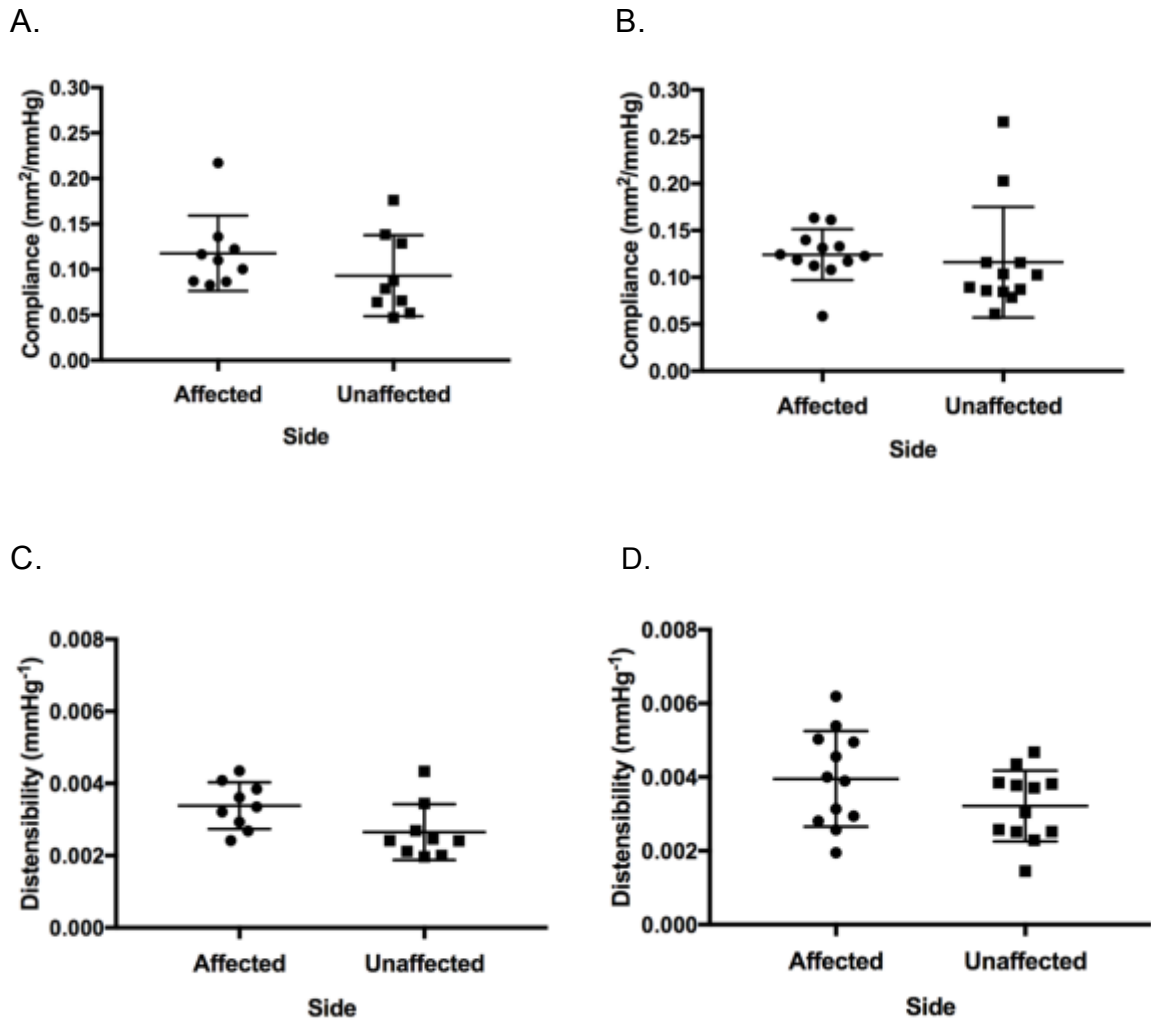 A.
Compliance (mm²/mmHg)
0.30
0.25
0.20
0.15
0.10
0.05
0.00
Affected Unaffected
Side
B.
Compliance (mm²/mmHg)
0.30
0.25
0.20
0.15
0.10
0.05
0.00
Affected Unaffected
Side
C.
Distensibility (mmHg⁻¹)
0.008
0.006
0.004
0.002
0.000
Affected Unaffected
Side
D.
Distensibility (mmHg⁻¹)
0.008
0.006
0.004
0.002
0.000
Affected Unaffected
Side